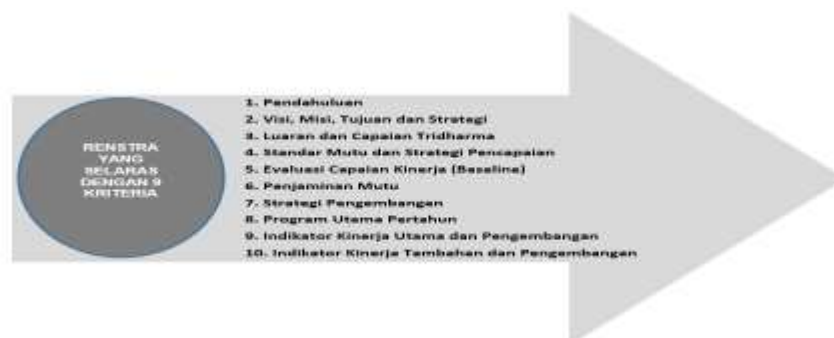 RENSTRA
YANG
SELARAS
DENGAN 9
KRITERIA
1. Pendahuluan
2. Visi, Misi, Tujuan dan Strategi
3. Luaran dan Capaian Tridharma
4. Standar Mutu dan Strategi Pencapaian
5. Evaluasi Capaian Kinerja (Baseline)
6. Penjaminan Mutu
7. Strategi Pengembangan
8. Program Utama Pertahun
9. Indikator Kinerja Utama dan Pengembangan
10. Indikator Kinerja Tambahan dan Pengembangan